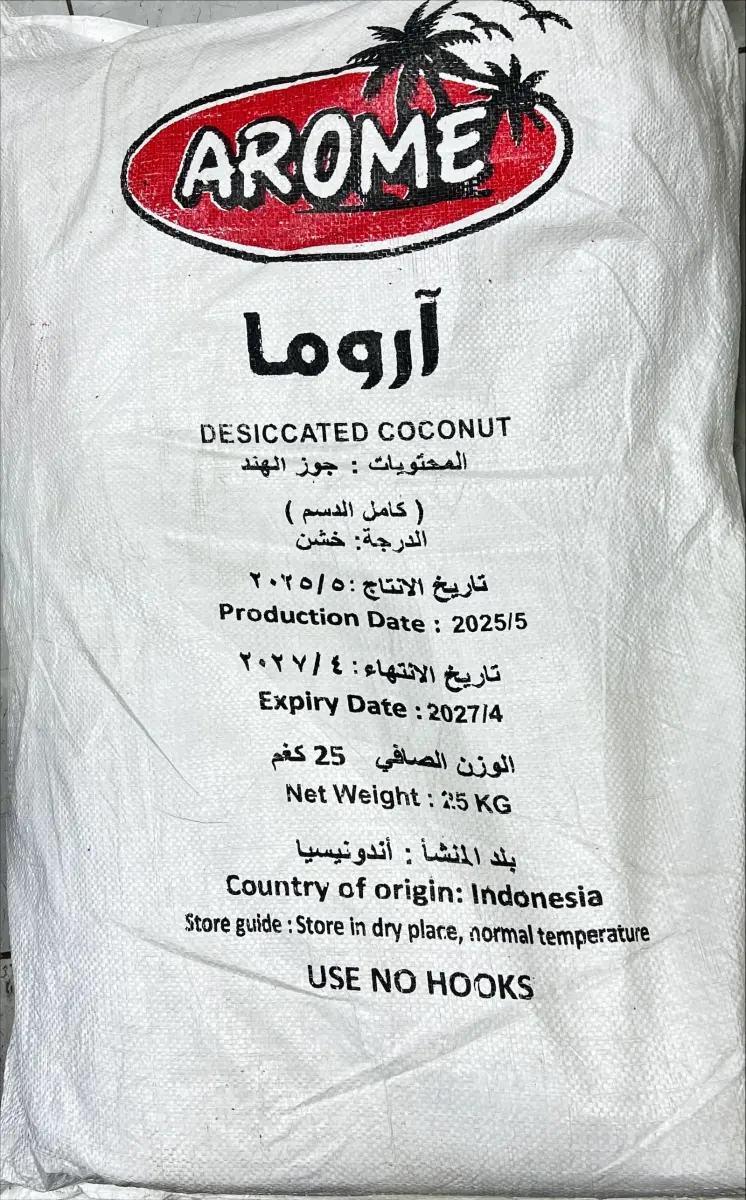 AROME
آروما
DESICCATED COCONUT
المحتويات : جوز الهند
( كامل الدسم )
الدرجة: خشن
تاريخ الانتاج: ٢٠٢٥/٥
Production Date : 2025/5
تاريخ الانتهاء: ٢٠٢٧/٤
Expiry Date : 2027/4
الوزن الصافي 25 كغم
Net Weight : 25 KG
بلد المنشأ : أندونيسيا
Country of origin: Indonesia
Store guide : Store in dry place, normal temperature
USE NO HOOKS